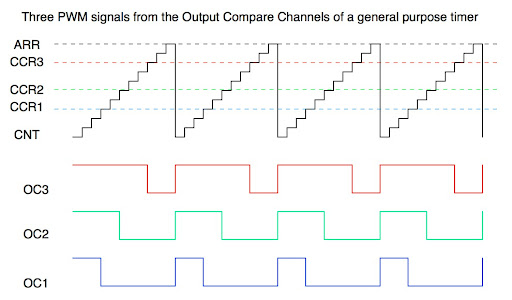 Three PWM signals from the Output Compare Channels of a general purpose timer
ARR
CCR3
CCR2
CCR1
CNT
OC3
OC2
OC1